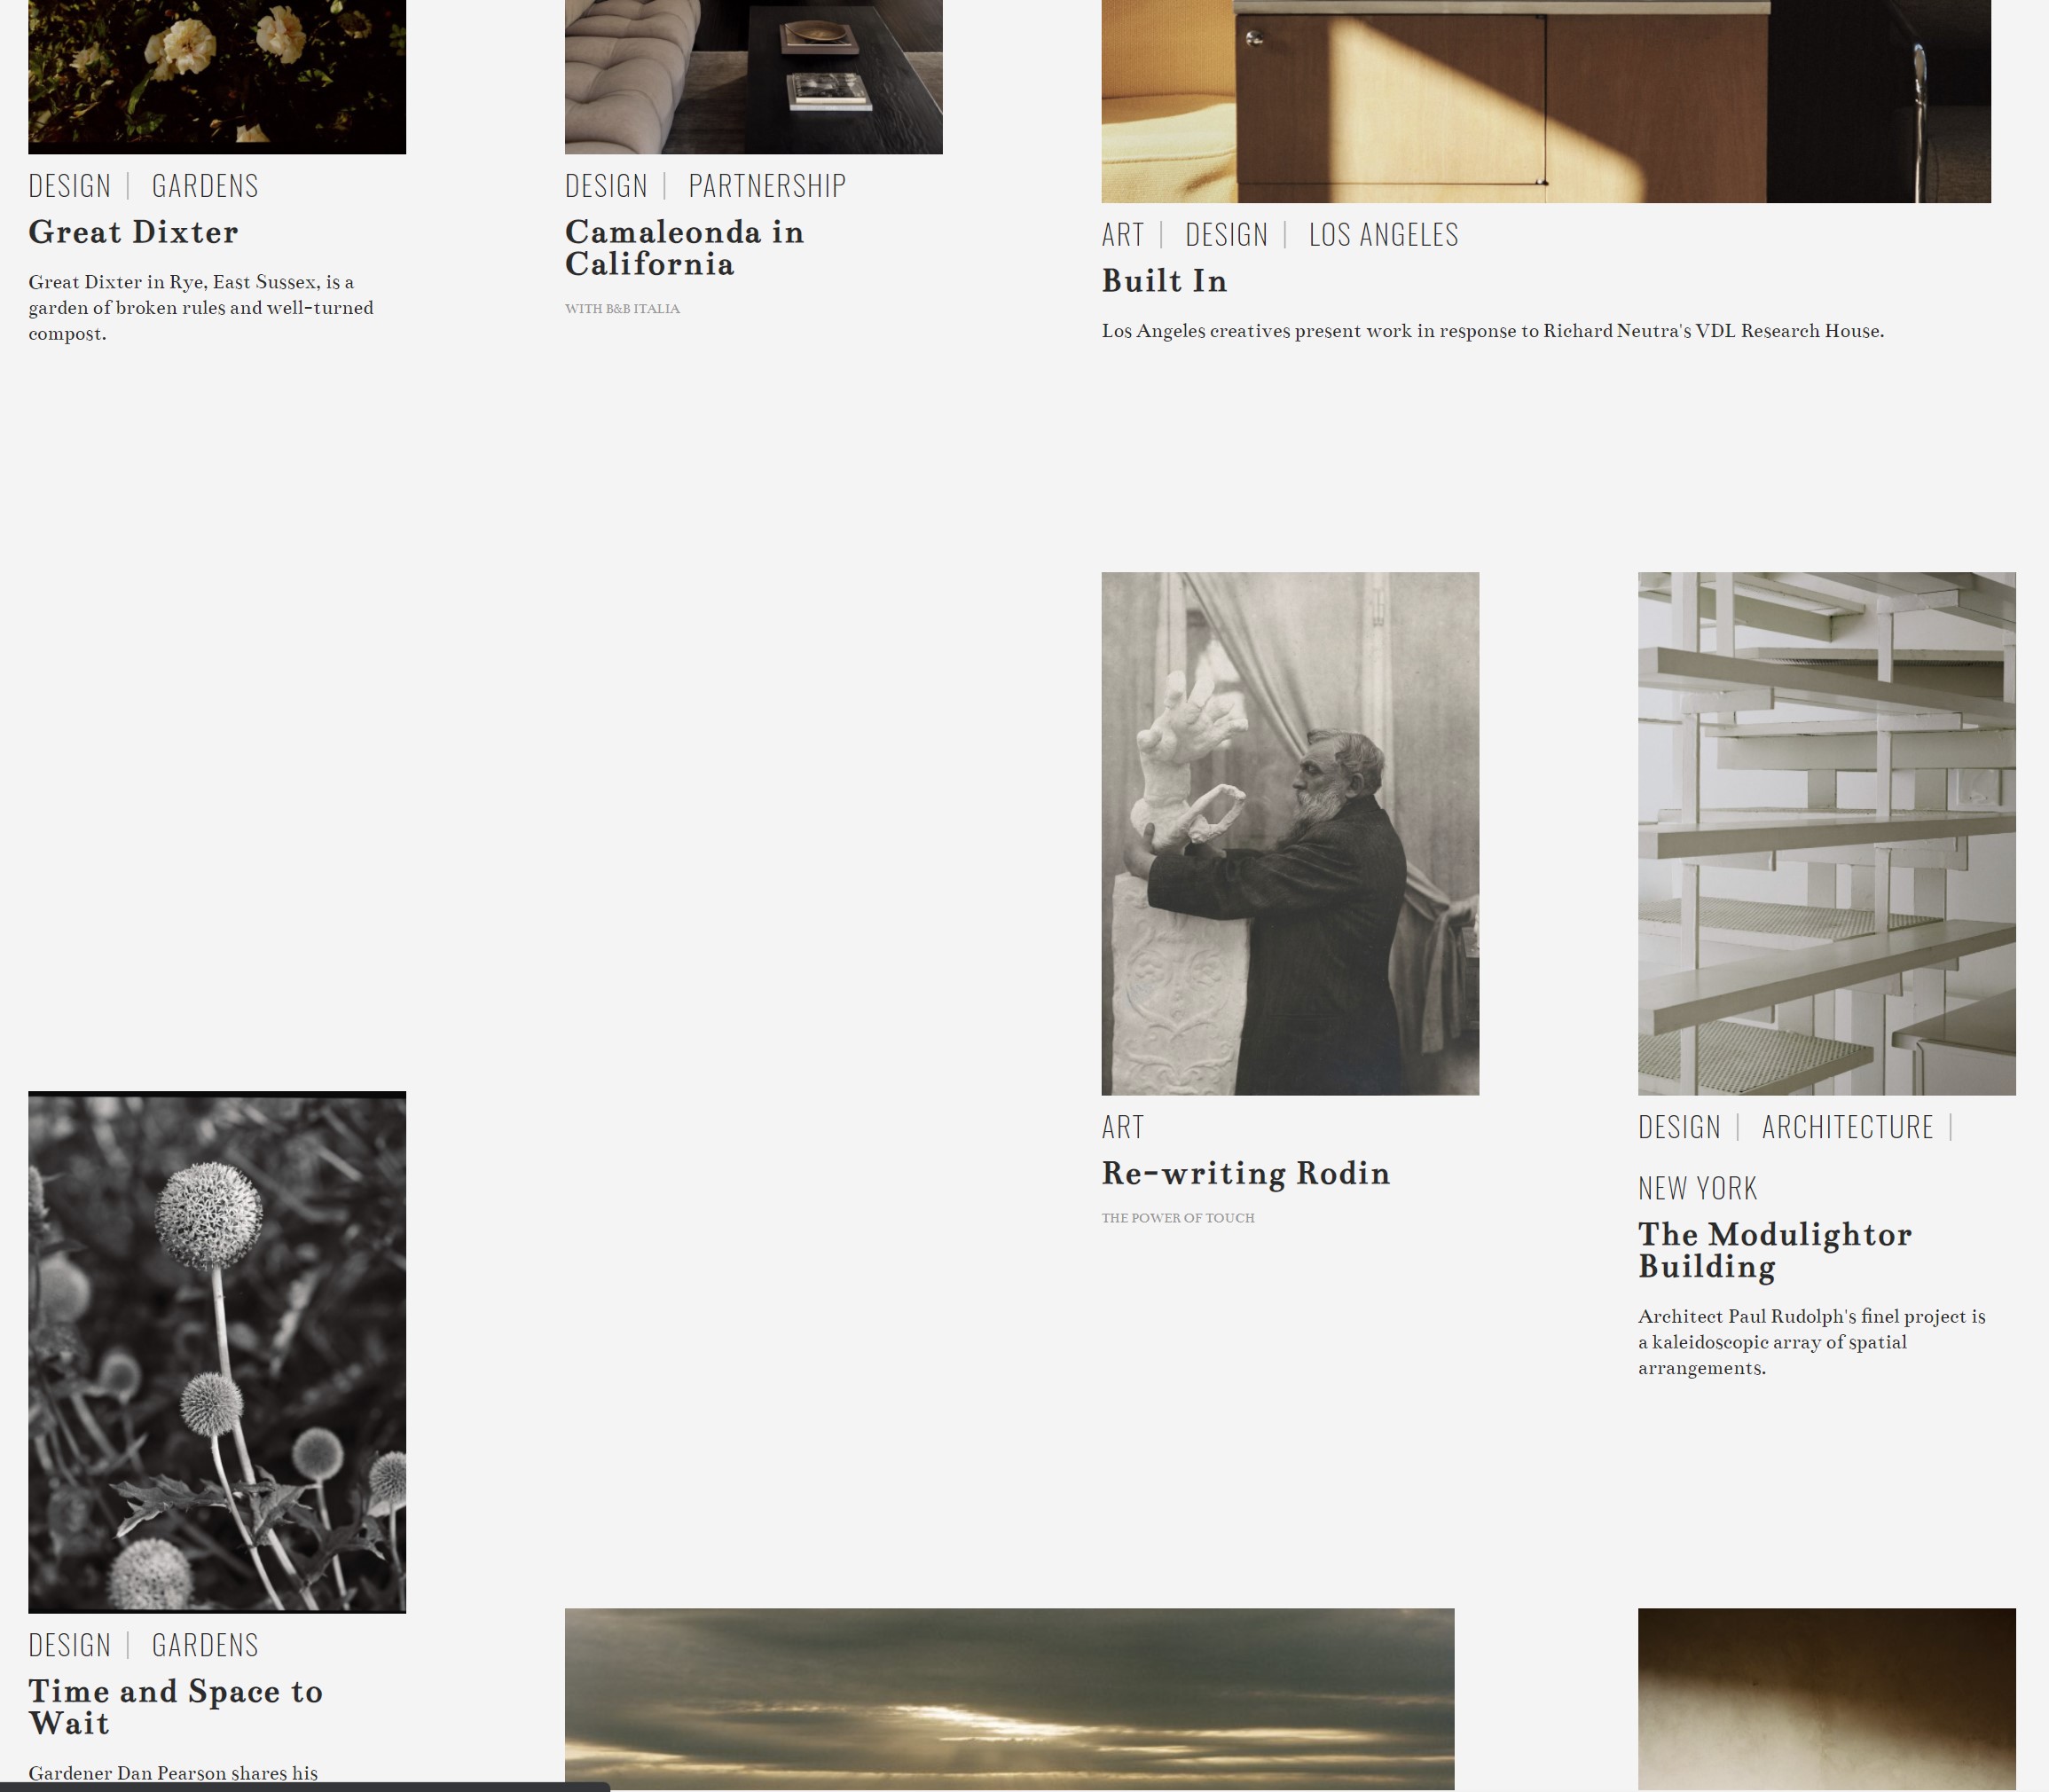 DESIGN | GARDENS
Great Dixter
Great Dixter in Rye, East Sussex, is a
garden of broken rules and well-turned
compost.
DESIGN | PARTNERSHIP
Camaleonda in
California
WITH B&B ITALIA
ART | DESIGN | LOS ANGELES
Built In
Los Angeles creatives present work in response to Richard Neutra's VDL Research House.
ART
Re-writing Rodin
THE POWER OF TOUCH
DESIGN | ARCHITECTURE |
NEW YORK
The Modulightor
Building
Architect Paul Rudolph's finel project is
a kaleidoscopic array of spatial
arrangements.
DESIGN | GARDENS
Time and Space to
Wait
Gardener Dan Pearson shares his